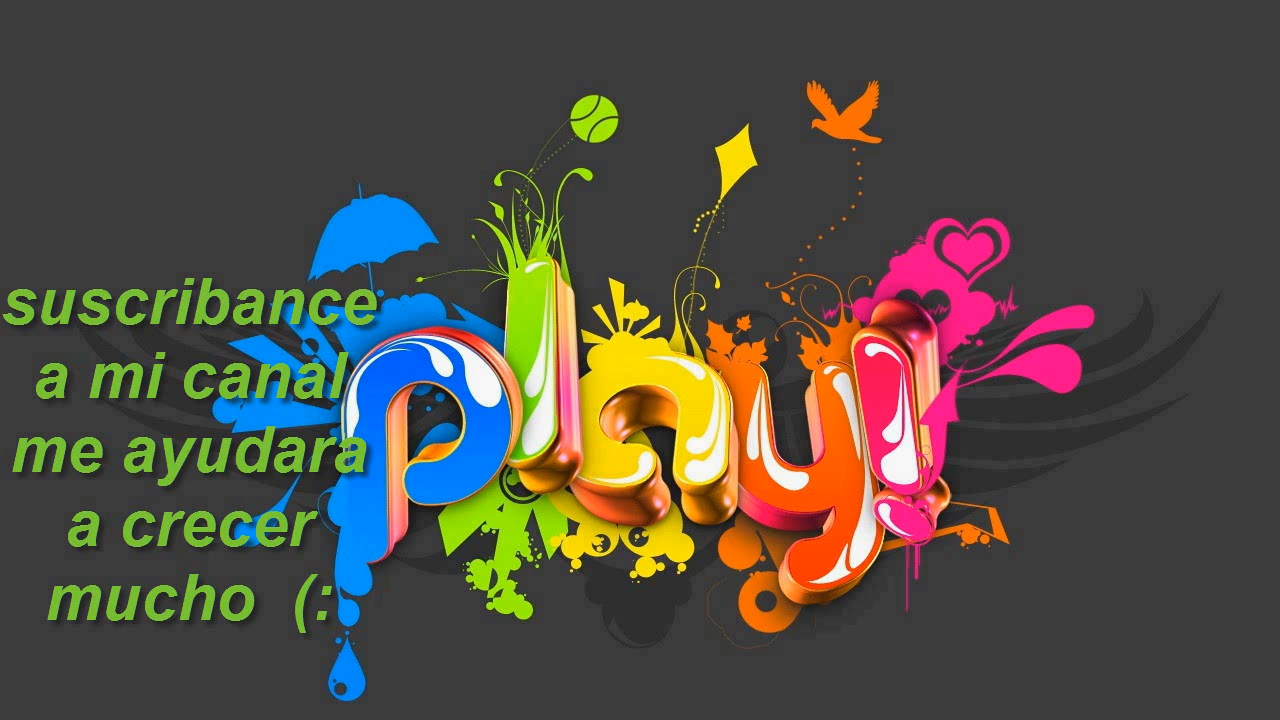 suscribance
a mi canal
me ayudara
a crecer
mucho (:
play!